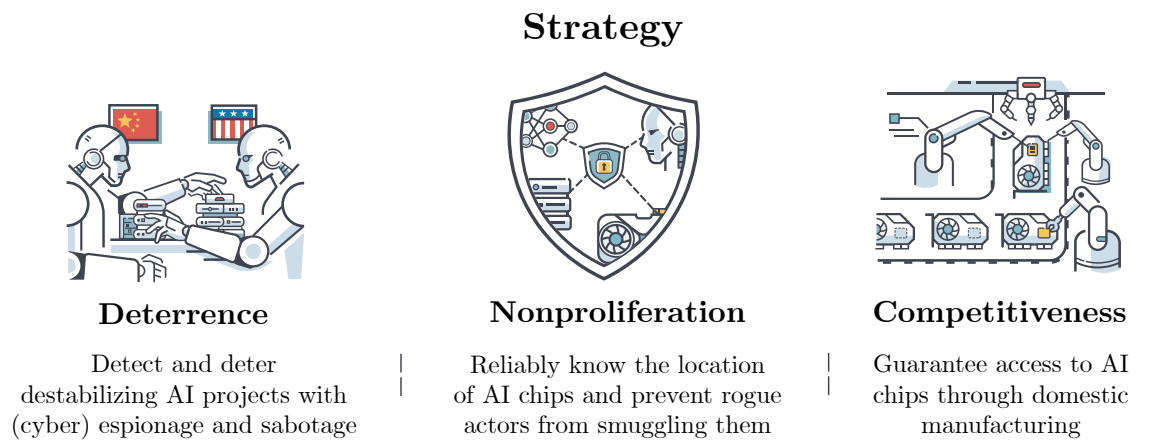 Strategy
Deterrence
Detect and deter
destabilizing AI projects with
(cyber) espionage and sabotage
Nonproliferation
Reliably know the location
of AI chips and prevent rogue
actors from smuggling them
Competitiveness
Guarantee access to AI
chips through domestic
manufacturing